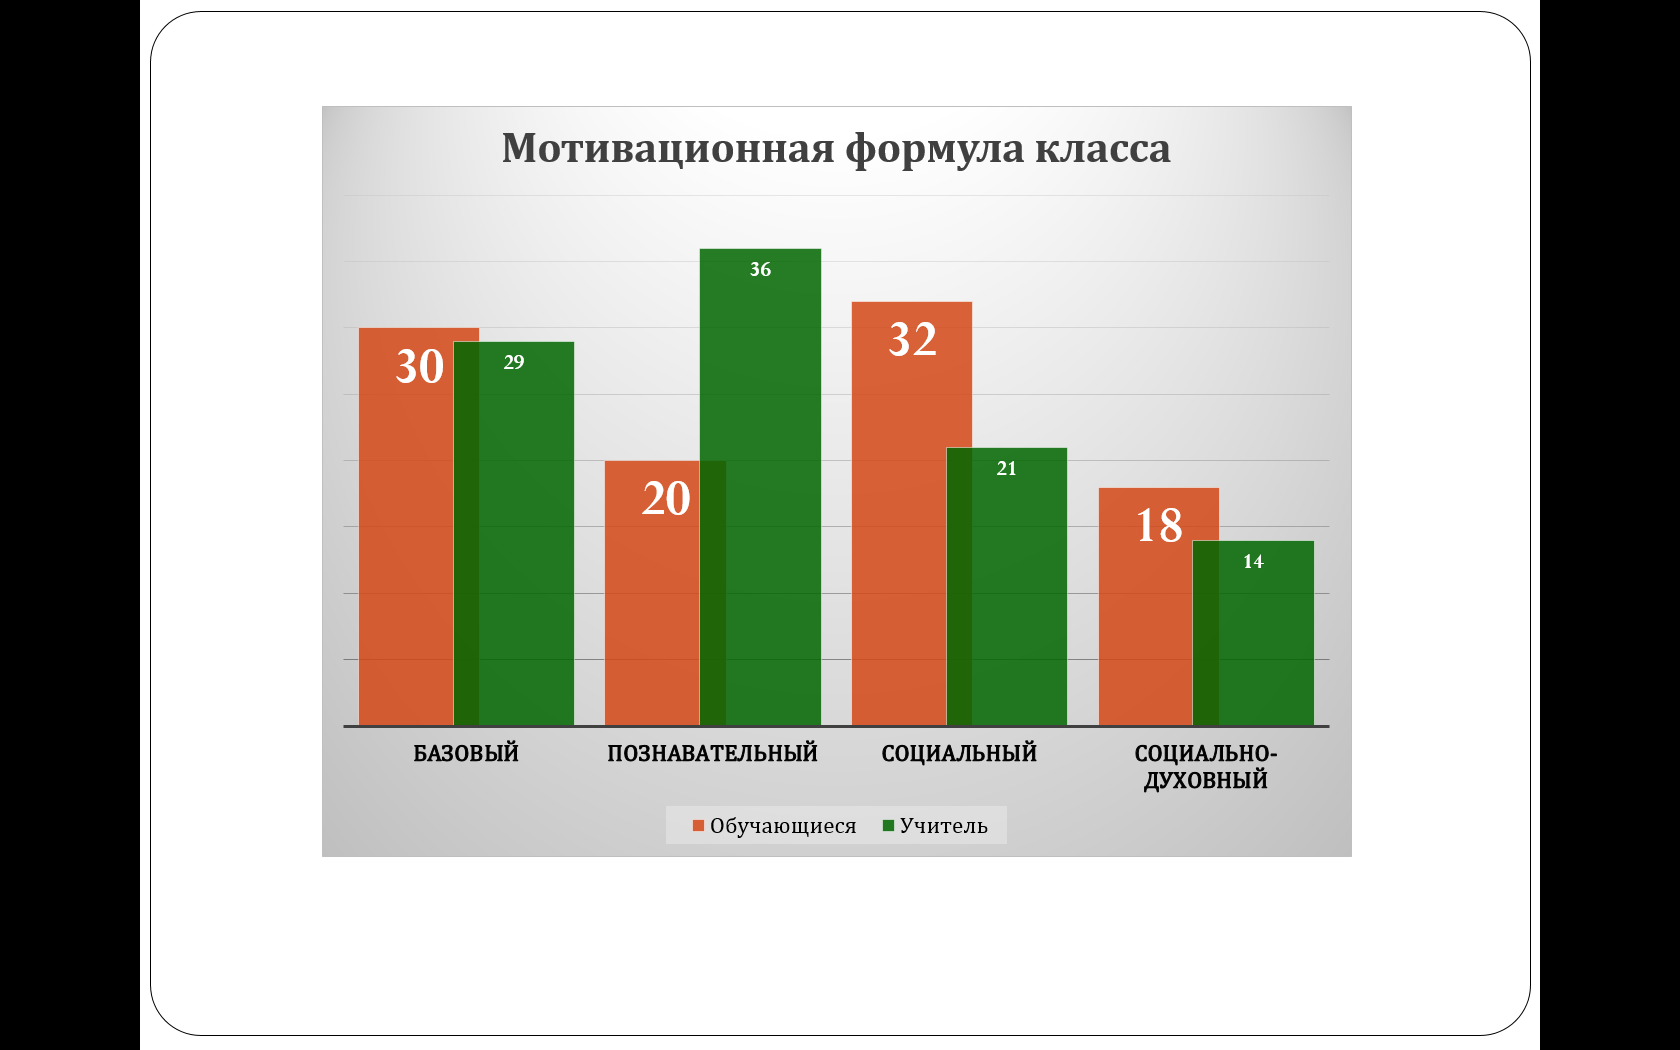 Мотивационная формула класса
36
32
30
29
20
21
18
14
БАЗОВЫЙ
ПОЗНАВАТЕЛЬНЫЙ
СОЦИАЛЬНЫЙ
СОЦИАЛЬНО-
ДУХОВНЫЙ
Обучающиеся
Учитель